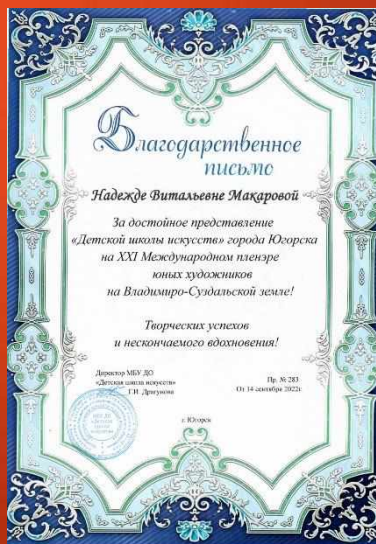 Благодарственное
письмо
Надежде Витальевне Макаровой
За достойное представление
«Детской школы искусств» города Югорска
на XXI Международном пленэре
юных художников
на Владимиро-Суздальской земле!
Творческих успехов
и нескончаемого вдохновения!
Директор МБУ ДО
«Детская школа искусств»
Г.И. Драгунова
Пр. № 283
От 14 сентября 2022г
г. Югорск